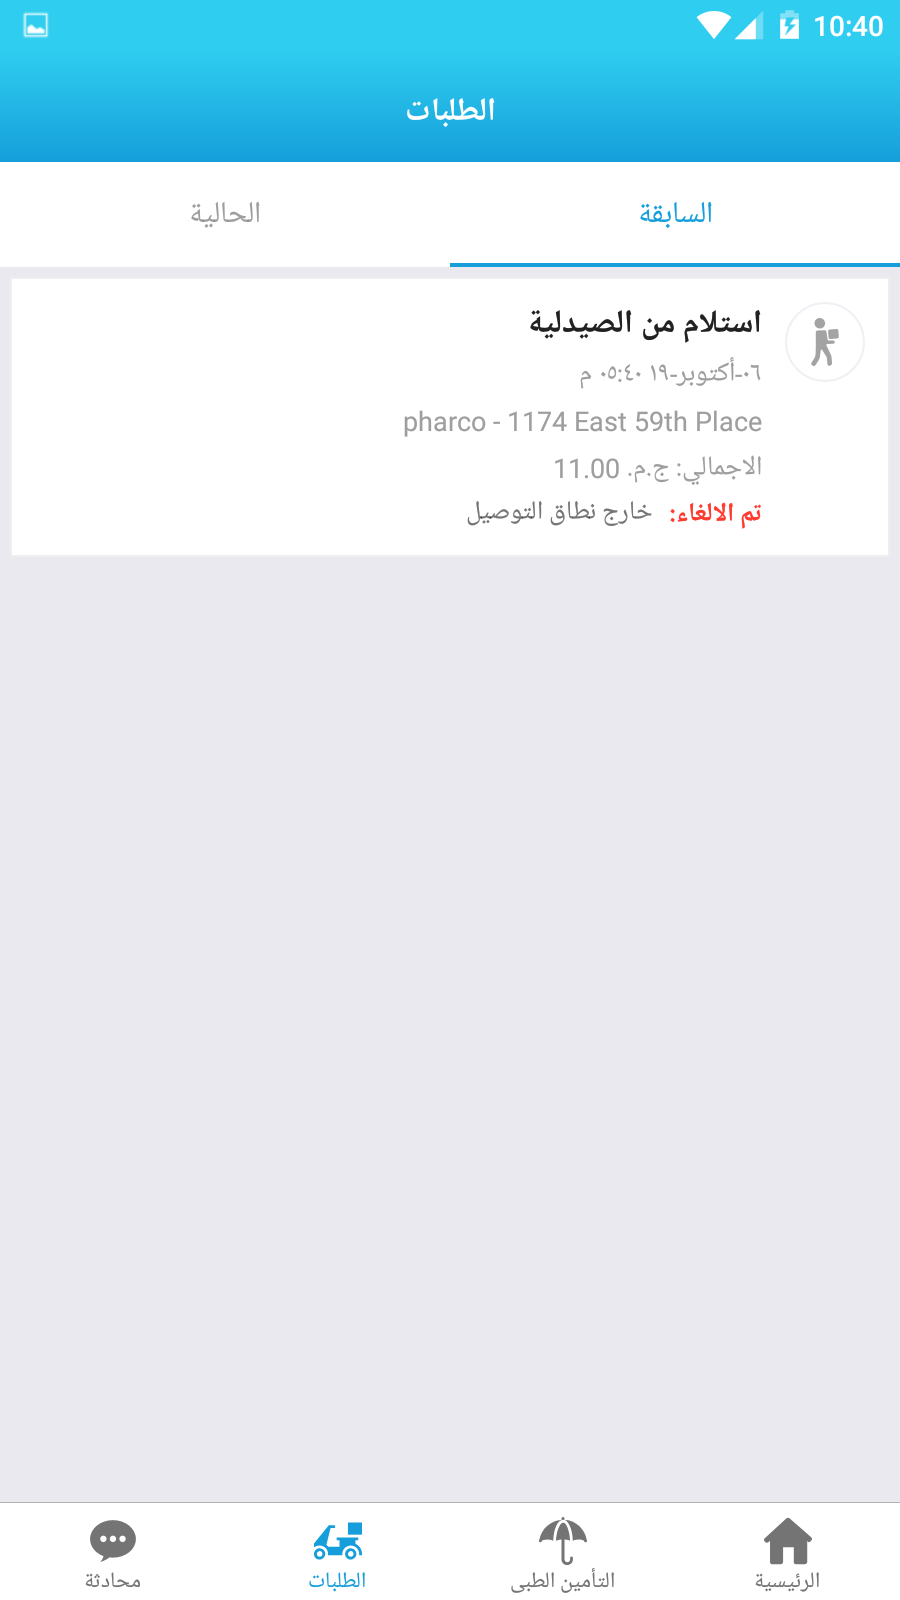 10:40
الطلبات
السابقة
الحالية
استلام من الصيدلية
٠٦-أكتوبر-١٩ ٠٥:٤٠ م
pharco - 1174 East 59th Place
الاجمالي: ج.م. 11.00
تم الالغاء: خارج نطاق التوصيل
الرئيسية
التأمين الطبى
الطلبات
محادثة